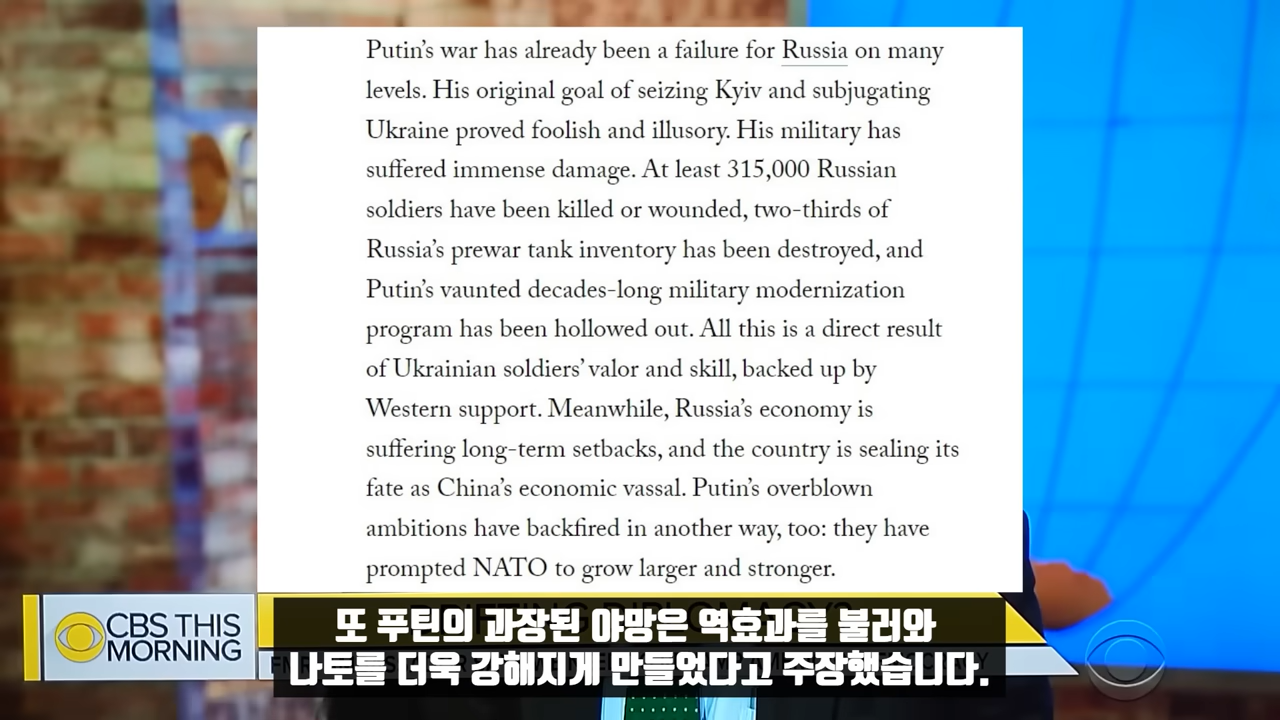 Putin’s war has already been a failure for Russia on many
levels. His original goal of seizing Kyiv and subjugating
Ukraine proved foolish and illusory. His military has
suffered immense damage. At least 315,000 Russian
soldiers have been killed or wounded, two-thirds of
Russia’s prewar tank inventory has been destroyed, and
Putin’s vaunted decades-long military modernization
program has been hollowed out. All this is a direct result
of Ukrainian soldiers’ valor and skill, backed up by
Western support. Meanwhile, Russia’s economy is
suffering long-term setbacks, and the country is sealing its
fate as China’s economic vassal. Putin’s overblown
ambitions have backfired in another way, too: they have
prompted NATO to grow larger and stronger.
CBS THIS
MORNING
또 푸틴의 과장된 야망은 역효과를 불러와
나토를 더욱 강해지게 만들었다고 주장했습니다.